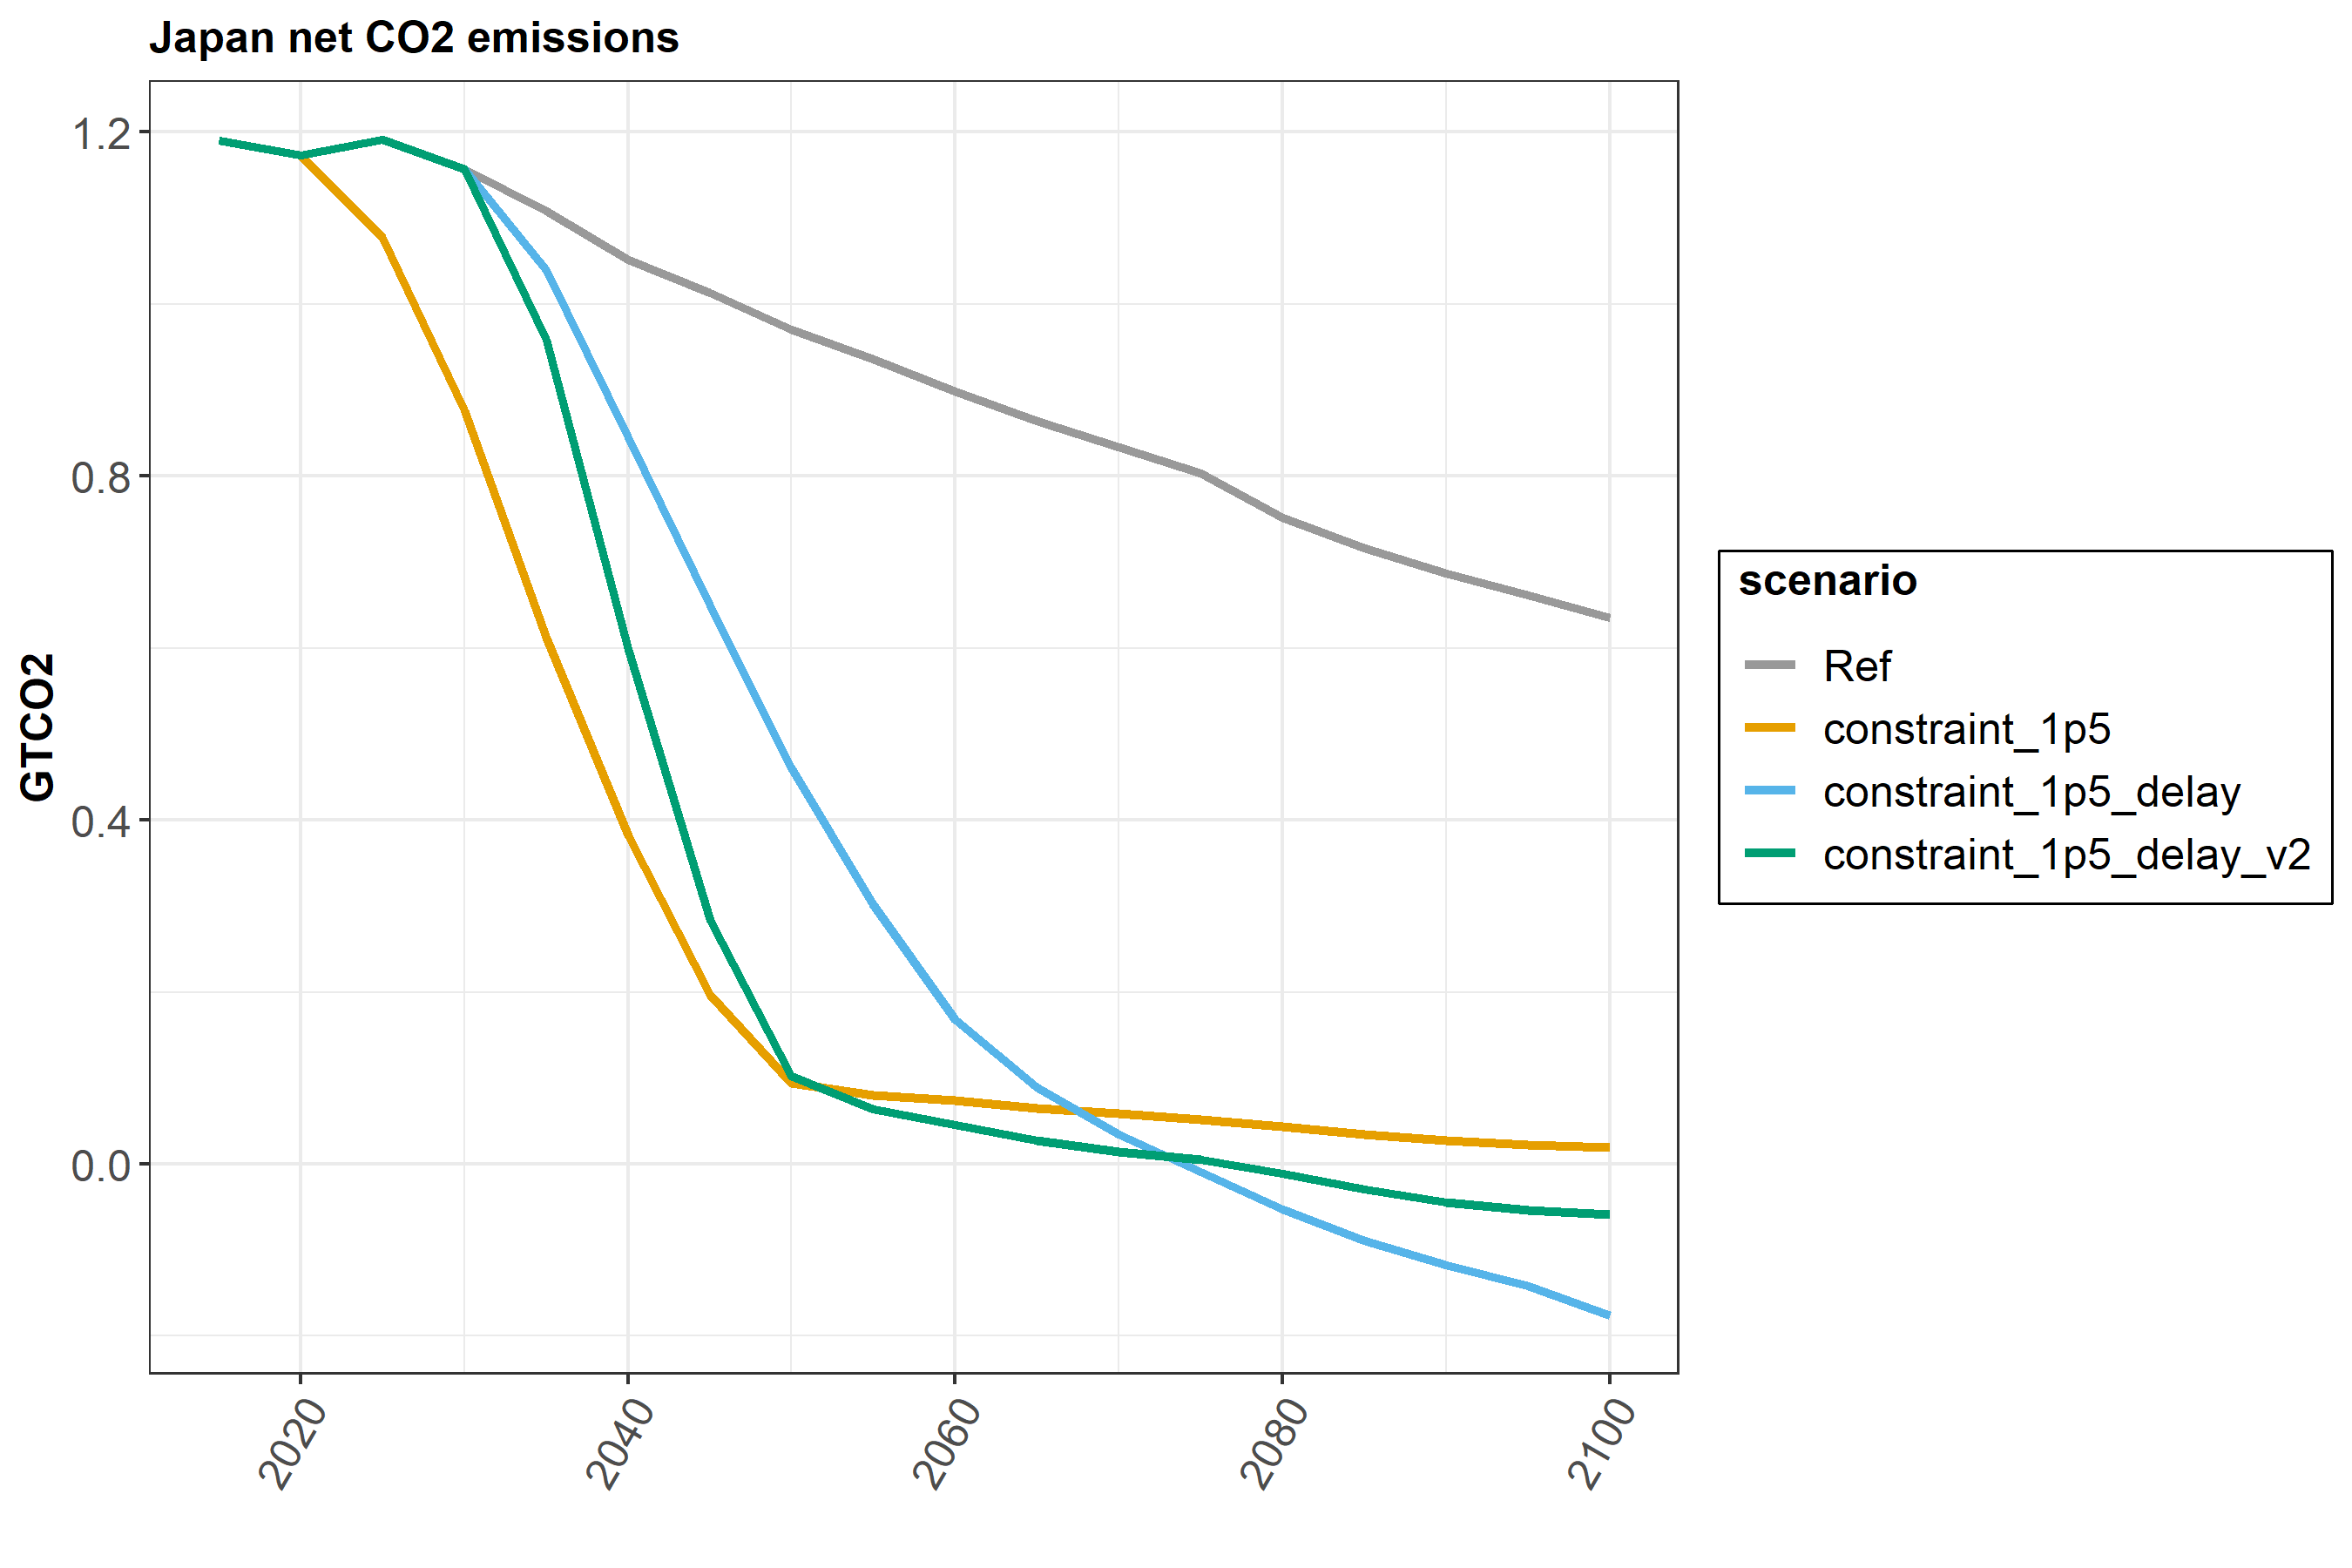 Japan net CO2 emissions
GTCO2
1.2
0.8
0.4
0.0
2020
2040
2060
2080
2100
scenario
Ref
constraint_1p5
constraint_1p5_delay
constraint_1p5_delay_v2